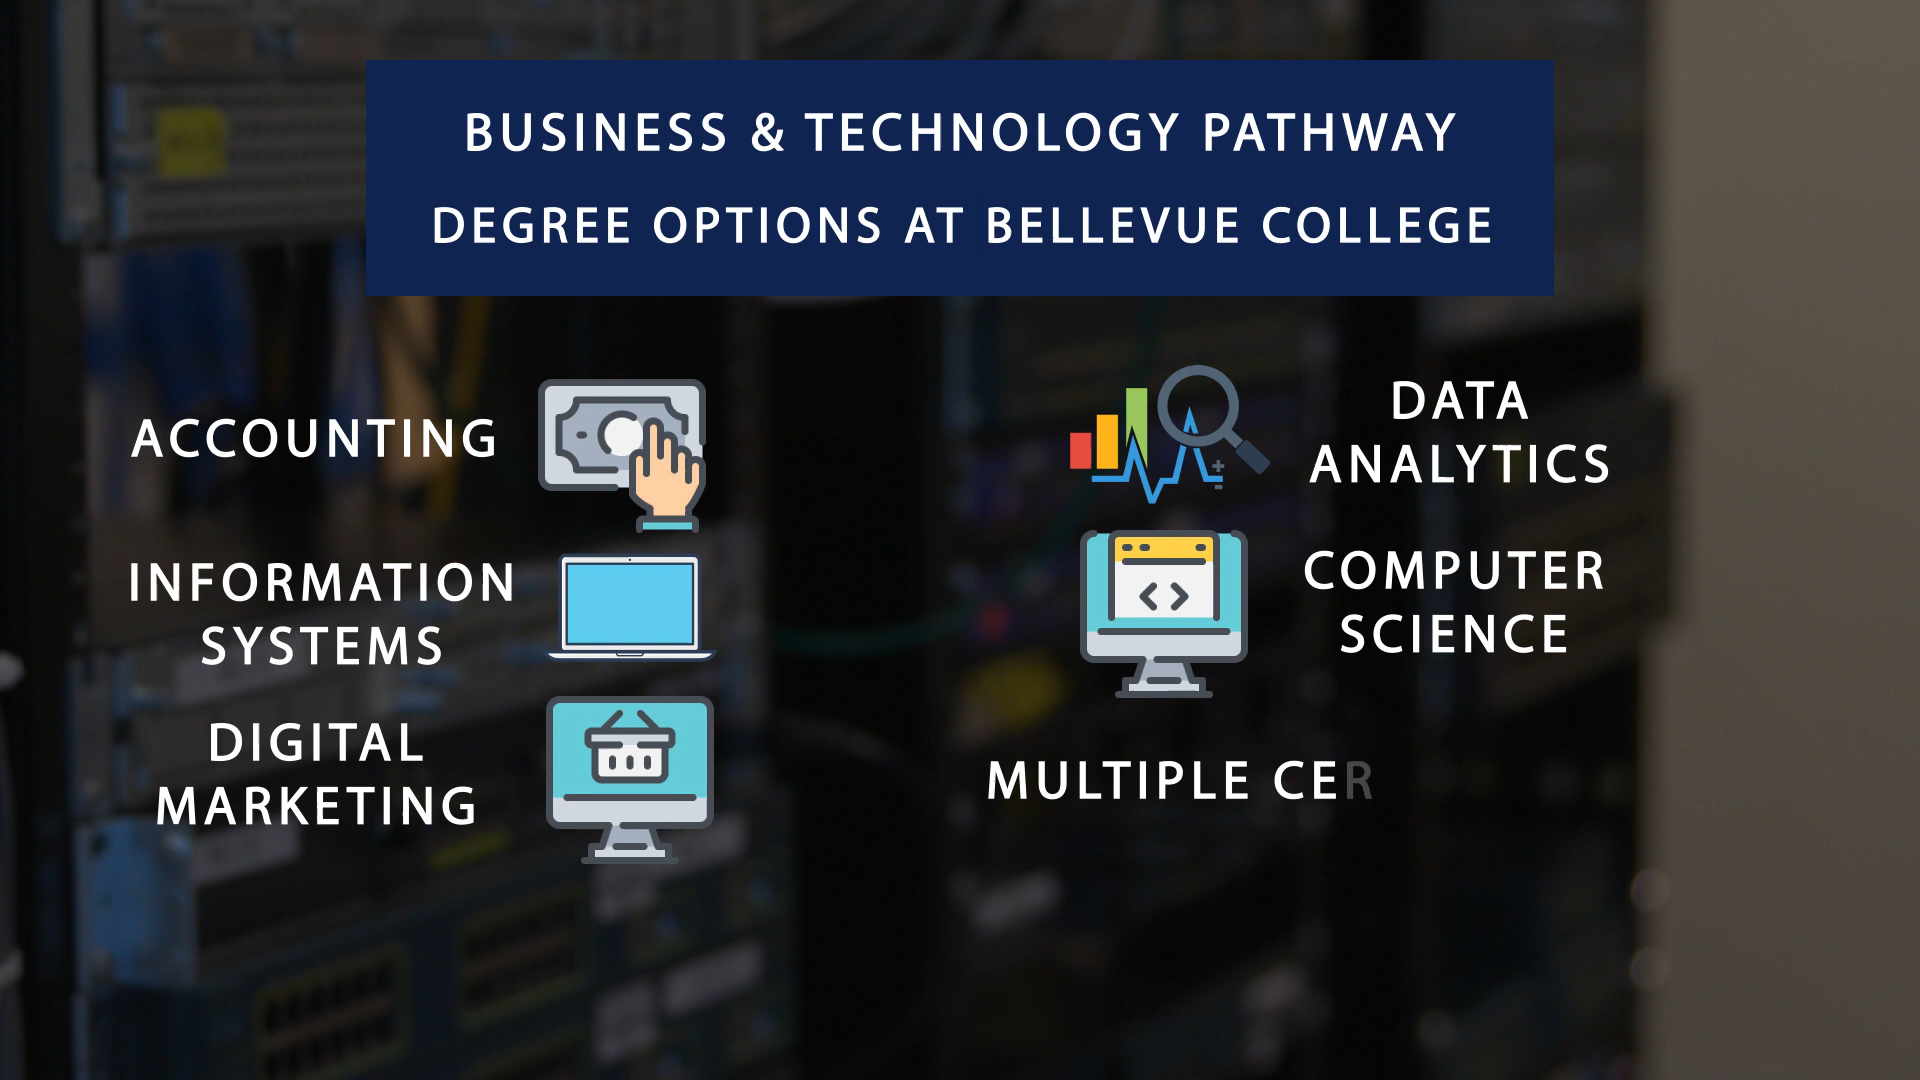 BUSINESS & TECHNOLOGY PATHWAY
DEGREE OPTIONS AT BELLEVUE COLLEGE
ACCOUNTING
INFORMATION
SYSTEMS
DIGITAL
MARKETING
DATA
ANALYTICS
COMPUTER
SCIENCE
MULTIPLE CER